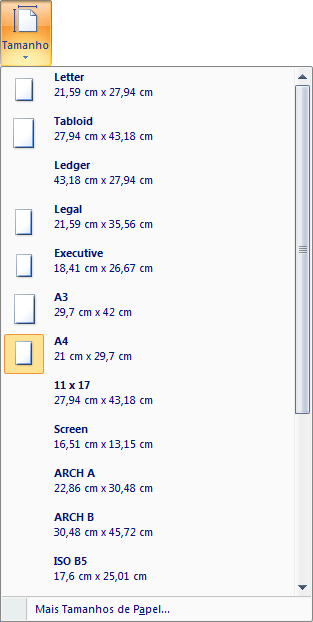 Tamanho
Letter
21,59 cm x 27,94 cm
Tabloid
27,94 cm x 43,18 cm
Ledger
43,18 cm x 27,94 cm
Legal
21,59 cm x 35,56 cm
Executive
18,41 cm x 26,67 cm
A3
29,7 cm x 42 cm
A4
21 cm x 29,7 cm
11 x 17
27,94 cm x 43,18 cm
Screen
16,51 cm x 13,15 cm
ARCH A
22,86 cm x 30,48 cm
ARCH B
30,48 cm x 45,72 cm
ISO B5
17,6 cm x 25,01 cm
Mais Tamanhos de Papel...